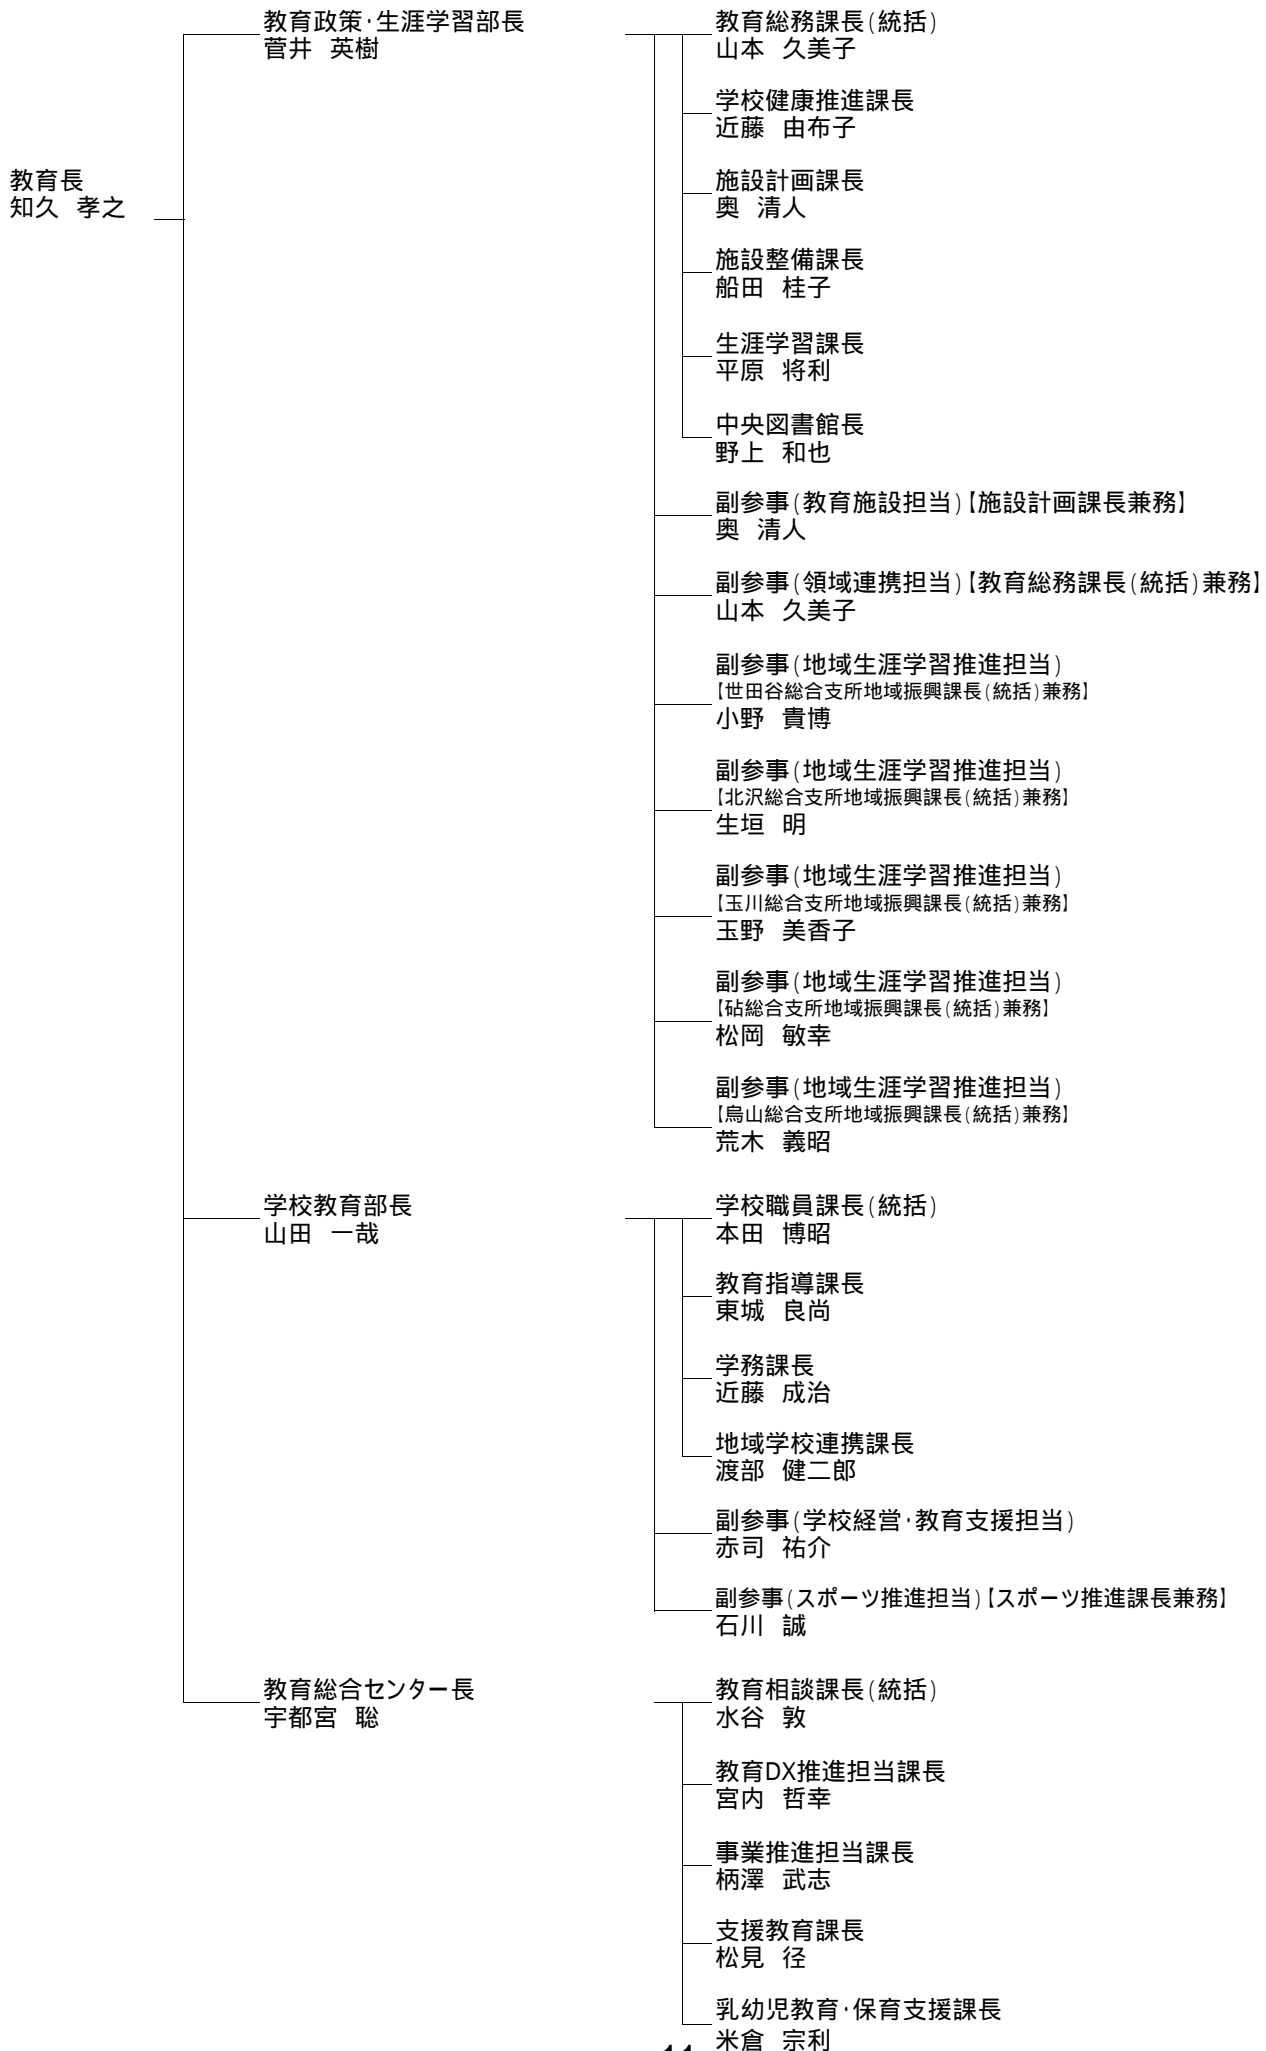 教育長
知久 孝之
教育政策・生涯学習部長
菅井 英樹
教育総務課長(統括)
山本 久美子
学校健康推進課長
近藤 由布子
施設計画課長
奥 清人
施設整備課長
船田 桂子
生涯学習課長
平原 将利
中央図書館長
野上 和也
副参事(教育施設担当)【施設計画課長兼務】
奥 清人
副参事(領域連携担当)【教育総務課長(統括)兼務】
山本 久美子
副参事(地域生涯学習推進担当)
【世田谷総合支所地域振興課長(統括)兼務】
小野 貴博
副参事(地域生涯学習推進担当)
【北沢総合支所地域振興課長(統括)兼務】
生垣 明
副参事(地域生涯学習推進担当)
【玉川総合支所地域振興課長(統括)兼務】
玉野 美香子
副参事(地域生涯学習推進担当)
【砧総合支所地域振興課長(統括)兼務】
松岡 敏幸
副参事(地域生涯学習推進担当)
【烏山総合支所地域振興課長(統括)兼務】
荒木 義昭
学校教育部長
山田 一哉
学校職員課長(統括)
本田 博昭
教育指導課長
東城 良尚
学務課長
近藤 成治
地域学校連携課長
渡部 健二郎
副参事(学校経営・教育支援担当)
赤司 祐介
副参事(スポーツ推進担当)【スポーツ推進課長兼務】
石川 誠
教育総合センター長
宇都宮 聡
教育相談課長(統括)
水谷 敦
教育DX推進担当課長
宮内 哲幸
事業推進担当課長
柄澤 武志
支援教育課長
松見 径
乳幼児教育・保育支援課長
米倉 宗利